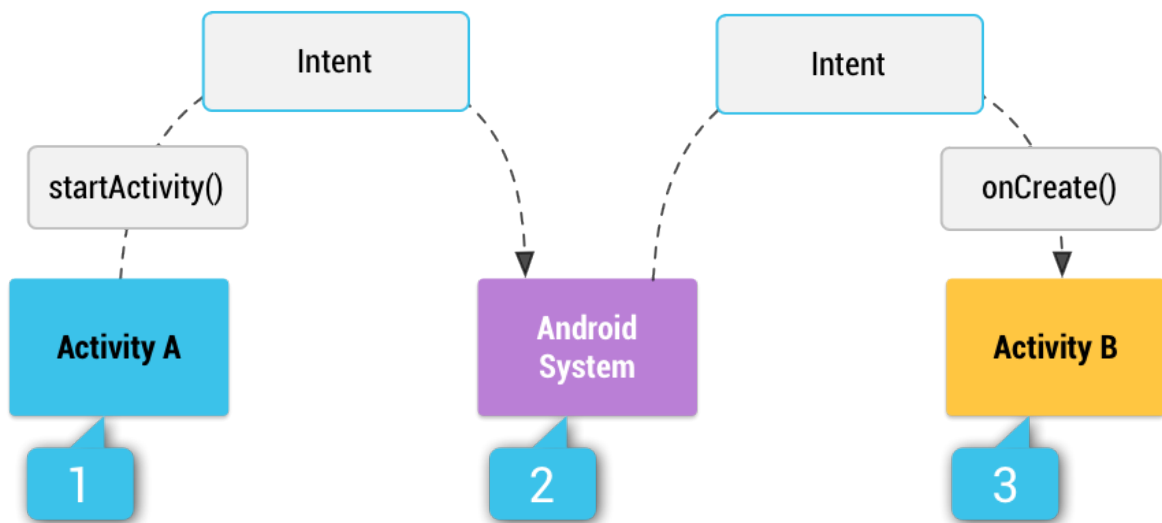 Intent
Intent
startActivity()
onCreate()
Activity A
Android
System
Activity B
1
2
3